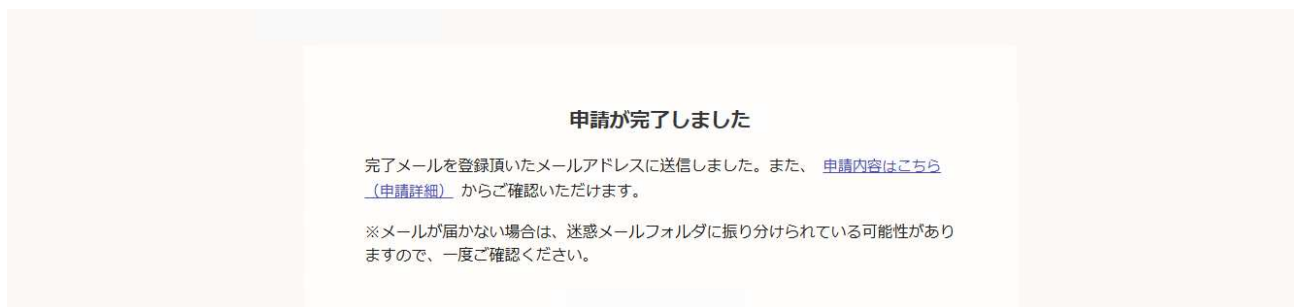 申請が完了しました
完了メールを登録頂いたメールアドレスに送信しました。また、 申請内容はこちら
（申請詳細） からご確認いただけます。
※メールが届かない場合は、迷惑メールフォルダに振り分けられている可能性があり
ますので、一度ご確認ください。